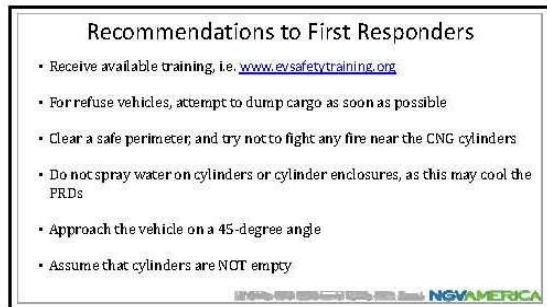 Recommendations to First Responders
• Receive available training, i.e. www.evsafetytraining.org
• For refuse vehicles, attempt to dump cargo as soon as possible
• Clear a safe perimeter, and try not to fight any fire near the CNG cylinders
• Do not spray water on cylinders or cylinder enclosures, as this may cool the
PRDs
• Approach the vehicle on a 45-degree angle
• Assume that cylinders are NOT empty
NGVAMERICA